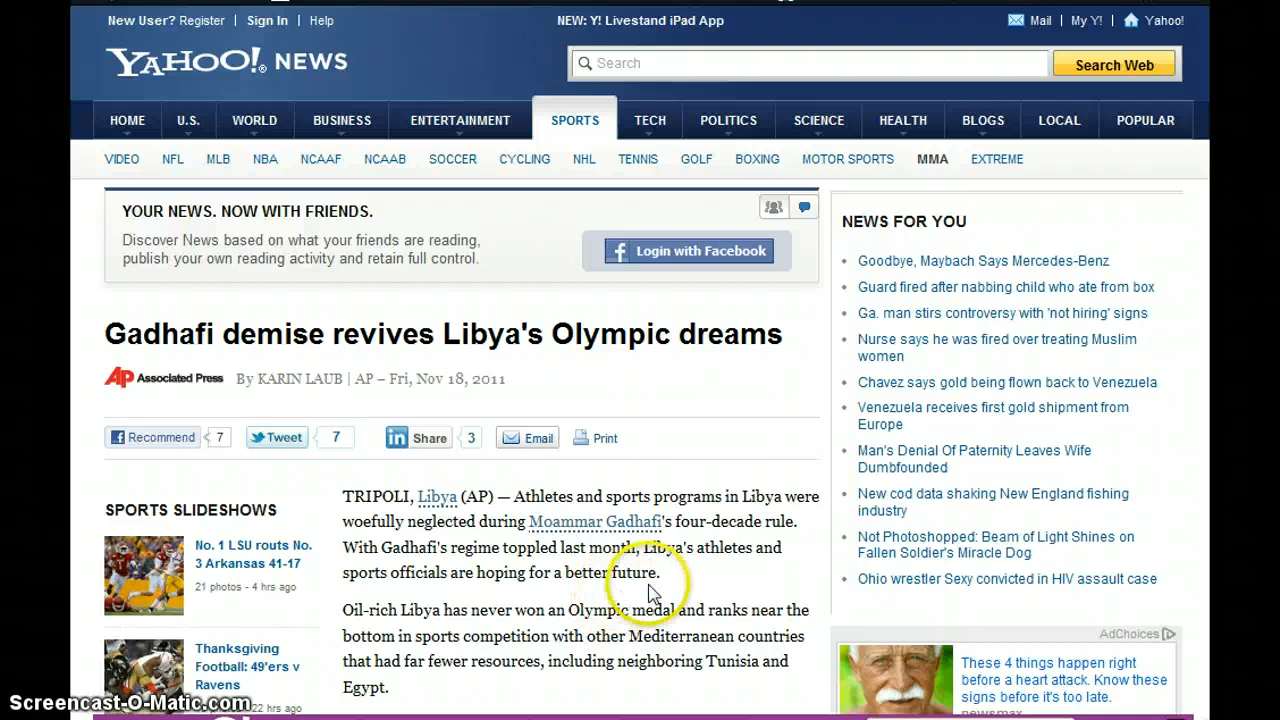 New User? Register | Sign In | Help
NEW: Y! Livestand iPad App
Mail | My Y! | Yahoo!
YAHOO! NEWS
Search
Search Web
HOME U.S. WORLD BUSINESS ENTERTAINMENT SPORTS TECH POLITICS SCIENCE HEALTH BLOGS LOCAL POPULAR
VIDEO NFL MLB NBA NCAAF NCAAB SOCCER CYCLING NHL TENNIS GOLF BOXING MOTOR SPORTS MMA EXTREME
YOUR NEWS. NOW WITH FRIENDS.
Discover News based on what your friends are reading,
publish your own reading activity and retain full control.
Login with Facebook
Gadhafi demise revives Libya's Olympic dreams
AP Associated Press By KARIN LAUB | AP – Fri, Nov 18, 2011
Recommend 7 Tweet 7 Share 3 Email Print
SPORTS SLIDESHOWS
No. 1 LSU routs No.
3 Arkansas 41-17
21 photos - 4 hrs ago
Thanksgiving
Football: 49'ers v
Ravens
22 hrs ago
TRIPOLI, Libya (AP) — Athletes and sports programs in Libya were
woefully neglected during Moammar Gadhafi's four-decade rule.
With Gadhafi's regime toppled last month, Libya's athletes and
sports officials are hoping for a better future.
Oil-rich Libya has never won an Olympic medal and ranks near the
bottom in sports competition with other Mediterranean countries
that had far fewer resources, including neighboring Tunisia and
Egypt.
NEWS FOR YOU
Goodbye, Maybach Says Mercedes-Benz
Guard fired after nabbing child who ate from box
Ga. man stirs controversy with 'not hiring' signs
Nurse says he was fired over treating Muslim
women
Chavez says gold being flown back to Venezuela
Venezuela receives first gold shipment from
Europe
Man's Denial Of Paternity Leaves Wife
Dumbfounded
New cod data shaking New England fishing
industry
Not Photoshopped: Beam of Light Shines on
Fallen Soldier's Miracle Dog
Ohio wrestler Sexy convicted in HIV assault case
AdChoices
These 4 things happen right
before a heart attack. Know these
signs before it's too late.
newsmax
Screencast-O-Matic.com